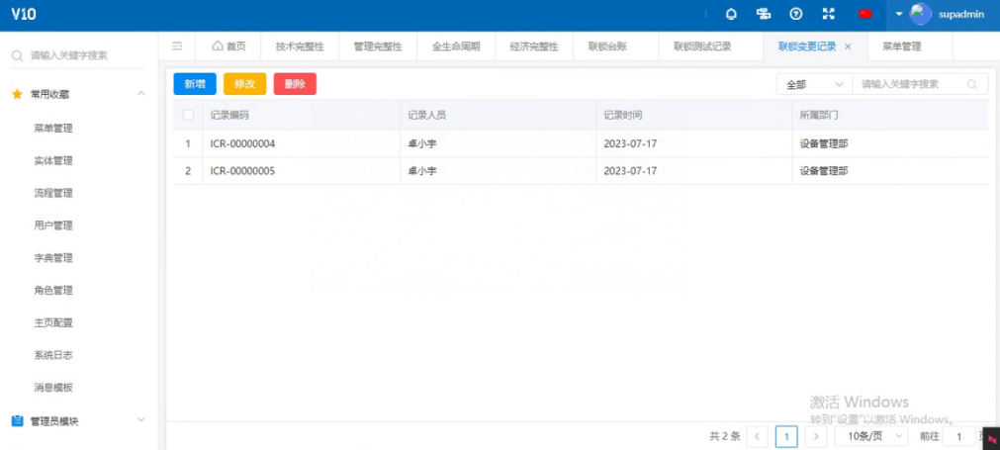 V10
supadmin
请输入关键字搜索
首页
技术完整性
管理完整性
全生命周期
经济完整性
联锁台账
联锁测试记录
联锁变更记录 ×
菜单管理
常用收藏
菜单管理
实体管理
流程管理
用户管理
字典管理
角色管理
主页配置
系统日志
消息模板
管理员模块
新增
修改
删除
全部
请输入关键字搜索
记录编码 记录人员 记录时间 所属部门
1 ICR-00000004 卓小宇 2023-07-17 设备管理部
2 ICR-00000005 卓小宇 2023-07-17 设备管理部
激活 Windows
转到"设置"以激活 Windows。
共 2 条 < 1 > 10条/页 前往 1